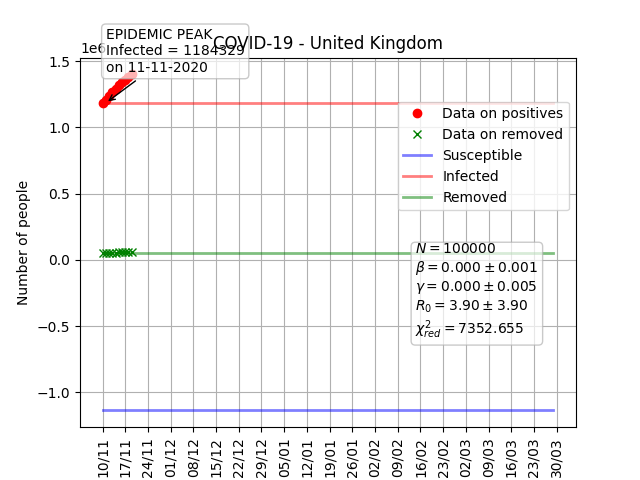 COVID-19 - United Kingdom
1e6
EPIDEMIC PEAK
Infected = 1184329
on 11-11-2020
Number of people
1.5
1.0
0.5
0.0
−0.5
−1.0
Data on positives
Data on removed
Susceptible
Infected
Removed
N = 100000
β = 0.000 ± 0.001
γ = 0.000 ± 0.005
R₀ = 3.90 ± 3.90
χ²red = 7352.655
10/11
17/11
24/11
01/12
08/12
15/12
22/12
29/12
05/01
12/01
19/01
26/01
02/02
09/02
16/02
23/02
02/03
09/03
16/03
23/03
30/03